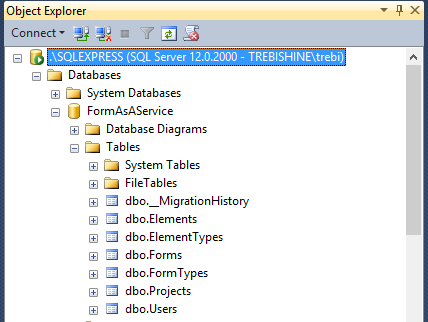 Object Explorer
Connect
.\SQLEXPRESS (SQL Server 12.0.2000 - TREBISHINE\trebi)
Databases
System Databases
FormAsAService
Database Diagrams
Tables
System Tables
FileTables
dbo.__MigrationHistory
dbo.Elements
dbo.ElementTypes
dbo.Forms
dbo.FormTypes
dbo.Projects
dbo.Users